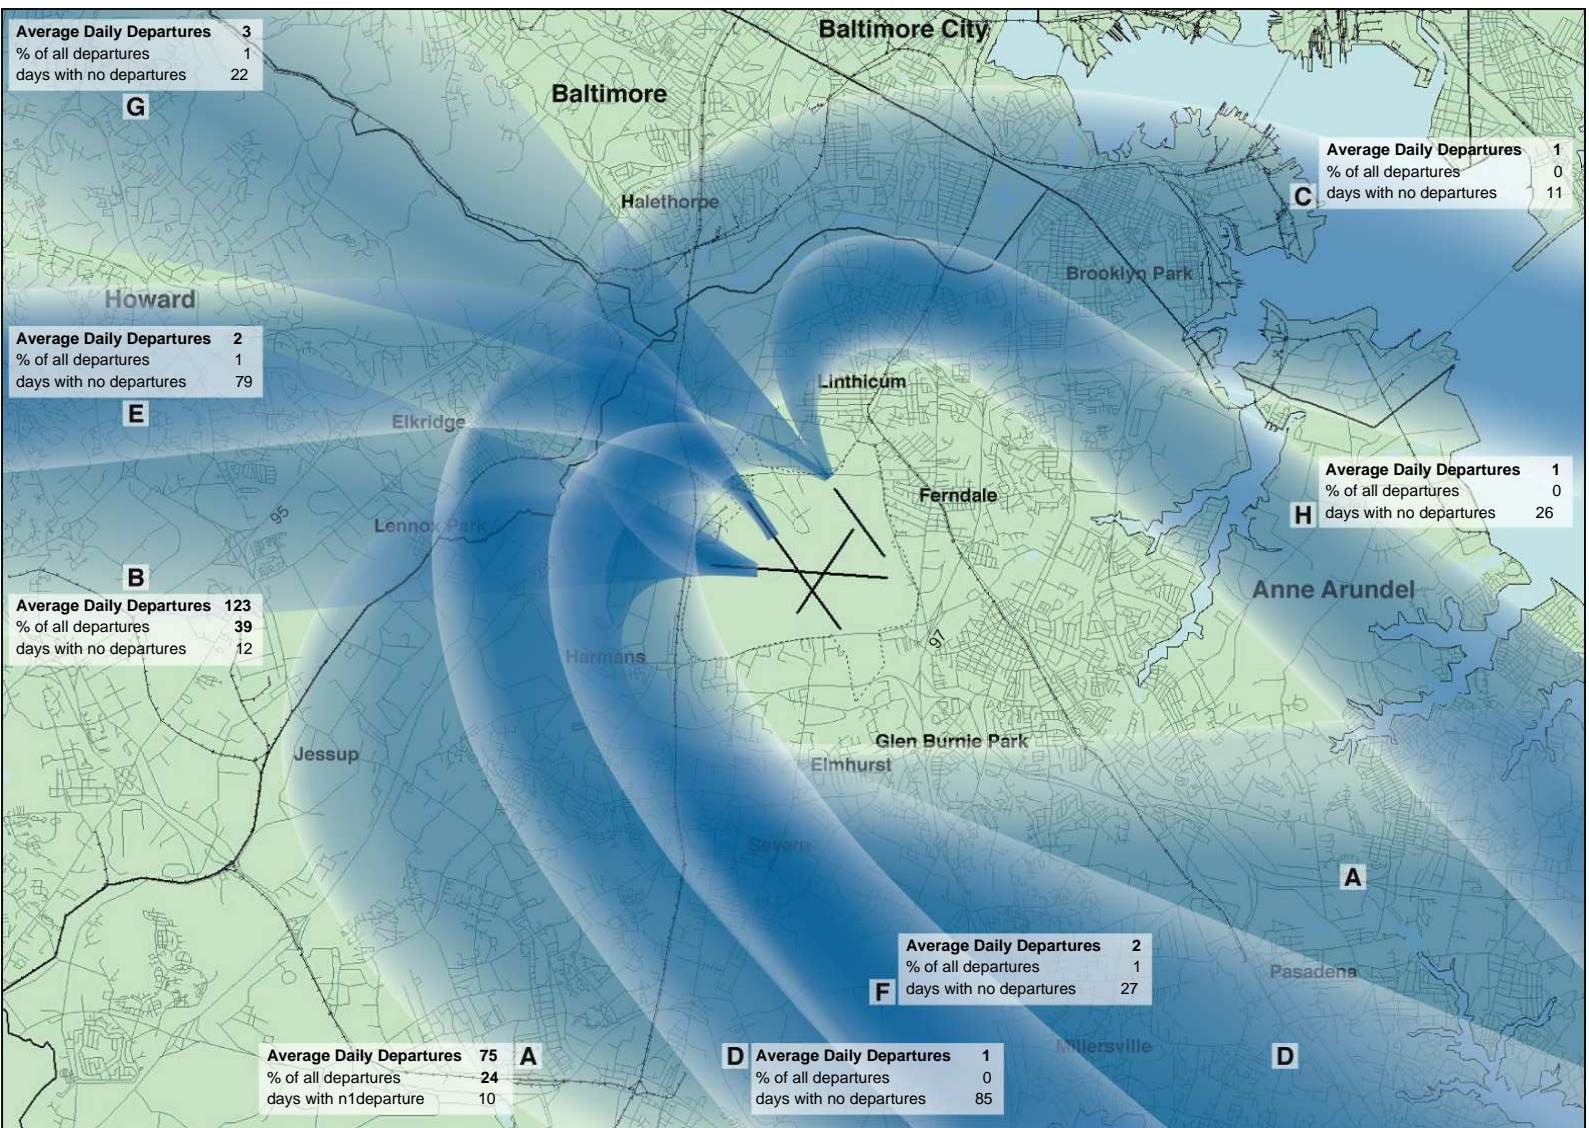 Average Daily Departures 3
% of all departures 1
days with no departures 22
G
Baltimore City
Baltimore
Average Daily Departures 1
% of all departures 0
days with no departures 11
C
Halethorpe
Brooklyn Park
Howard
Average Daily Departures 2
% of all departures 1
days with no departures 79
E
Linthicum
Elkridge
Ferndale
Average Daily Departures 1
% of all departures 0
days with no departures 26
H
95
Lennox Park
B
Average Daily Departures 123
% of all departures 39
days with no departures 12
Anne Arundel
97
Harmans
Jessup
Glen Burnie Park
Elmhurst
Severn
A
Average Daily Departures 2
% of all departures 1
days with no departures 27
F
Pasadena
Millersville
Average Daily Departures 75
% of all departures 24
days with n1departure 10
A
D
Average Daily Departures 1
% of all departures 0
days with no departures 85
D